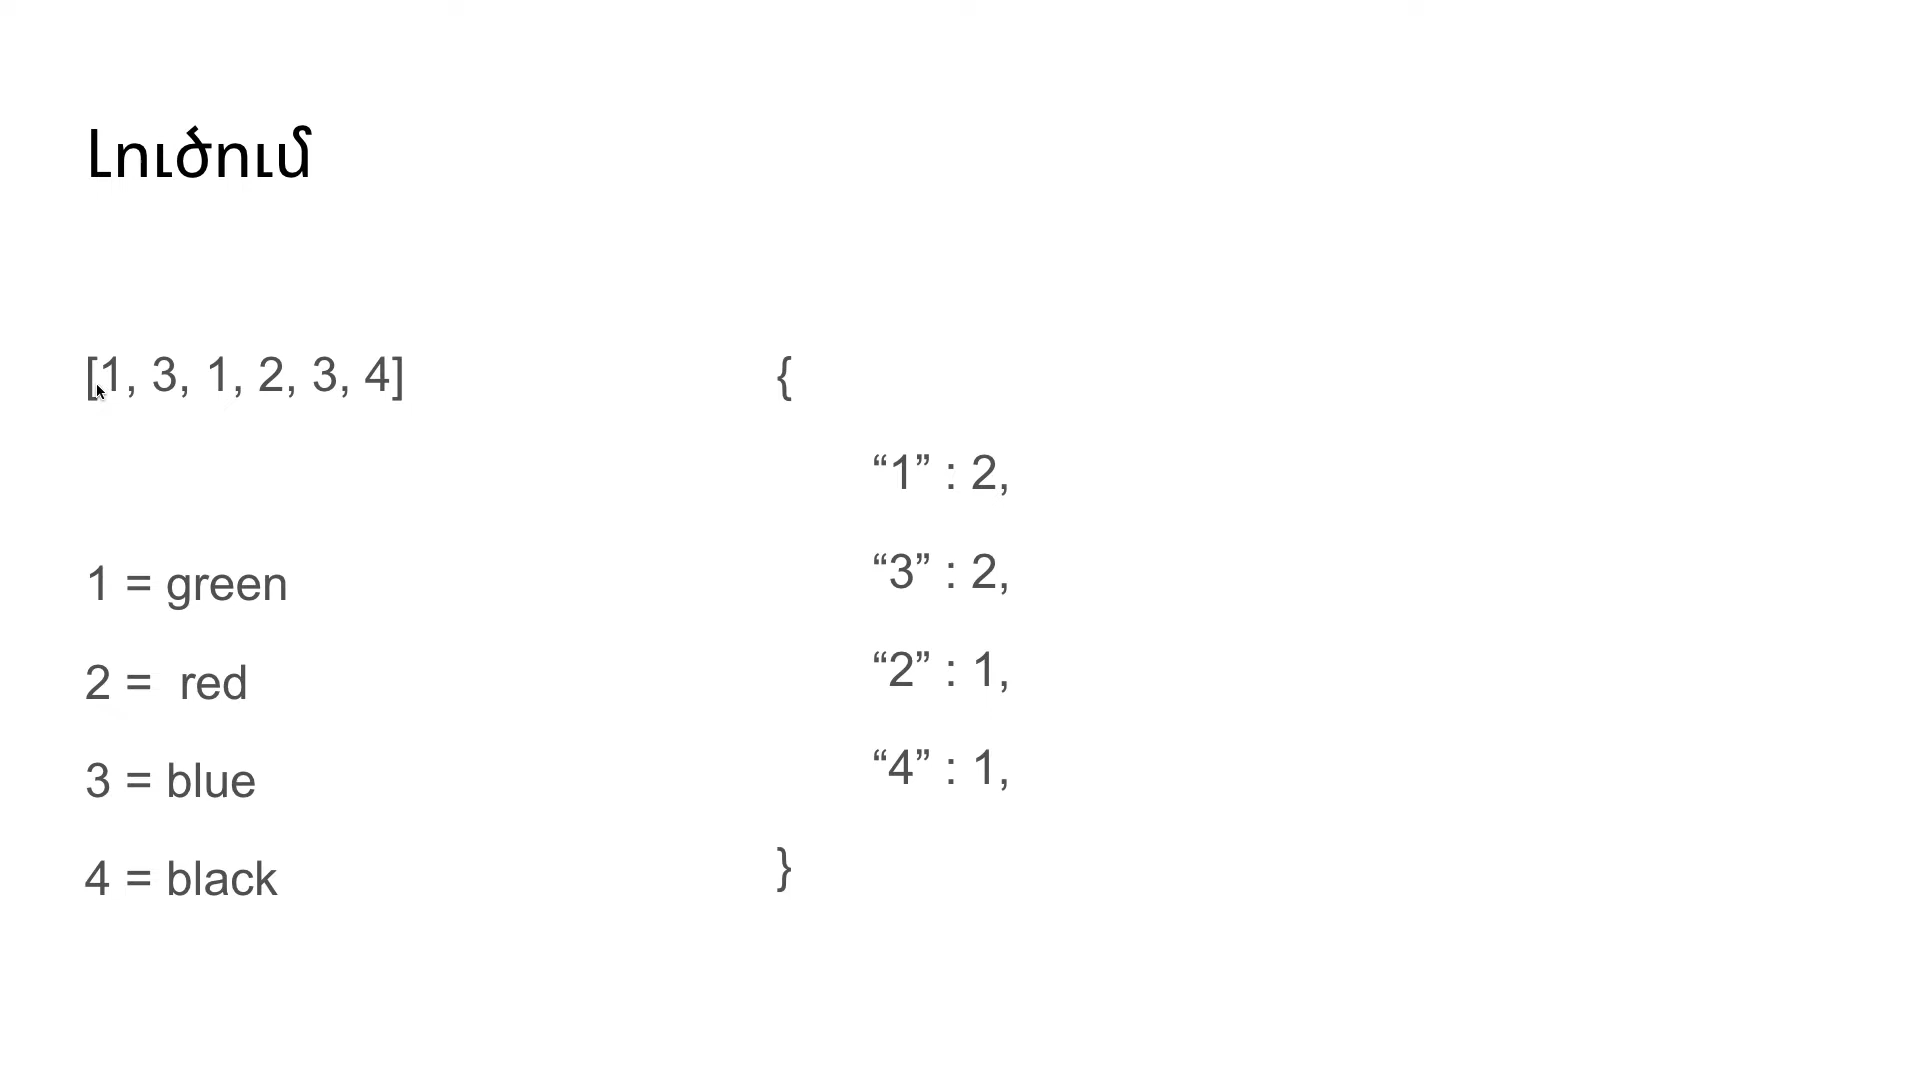 Լուծում
[1, 3, 1, 2, 3, 4]
1 = green
2 =  red
3 = blue
4 = black
{
“1” : 2,
“3” : 2,
“2” : 1,
“4” : 1,
}